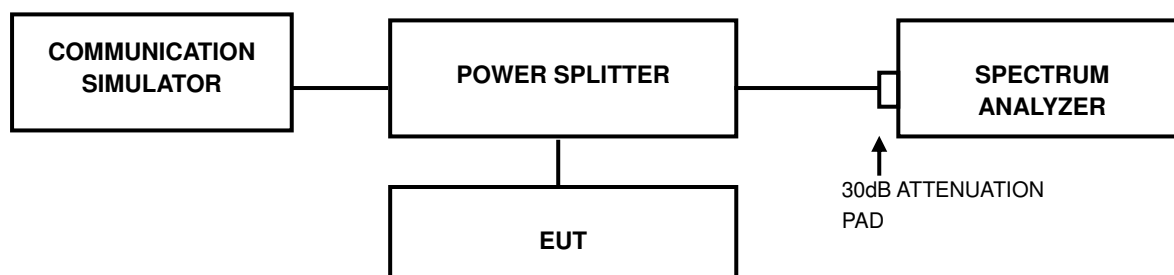 COMMUNICATION
SIMULATOR
POWER SPLITTER
SPECTRUM
ANALYZER
30dB ATTENUATION
PAD
EUT